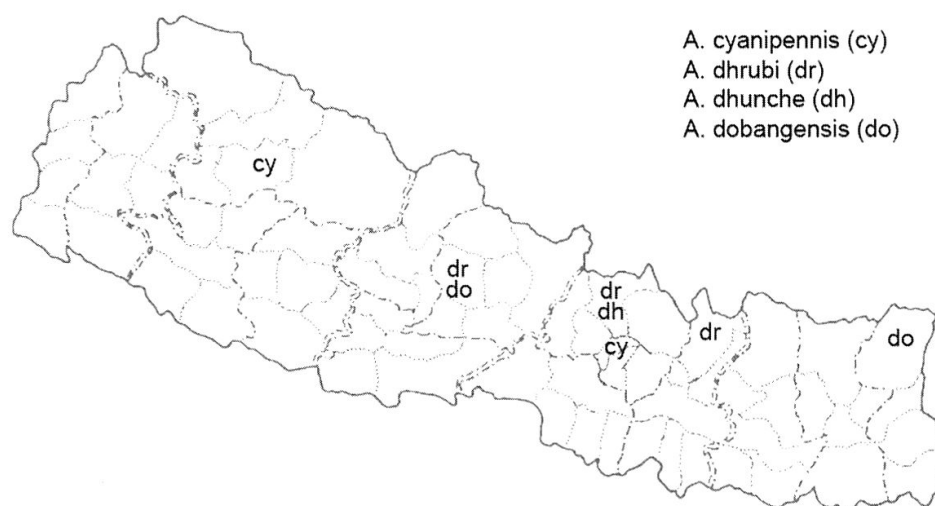 A. cyanipennis (cy)
A. dhrubi (dr)
A. dhunche (dh)
A. dobangensis (do)
cy
dr
do
dr
dh
cy
dr
do